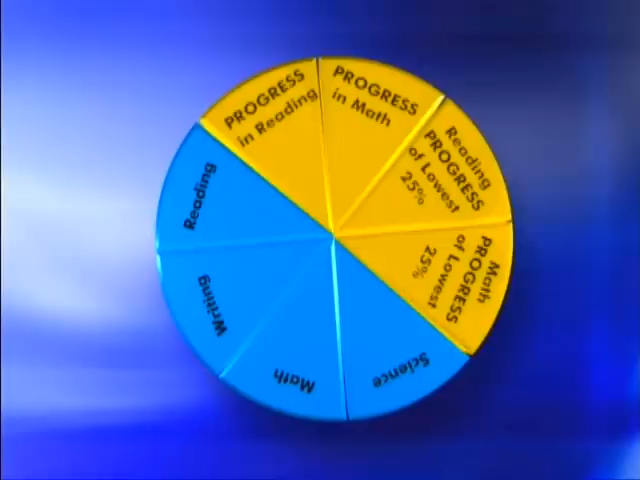 PROGRESS
in Reading
PROGRESS
in Math
Reading
PROGRESS
of Lowest
25%
Math
PROGRESS
of Lowest
25%
Science
Math
Writing
Reading